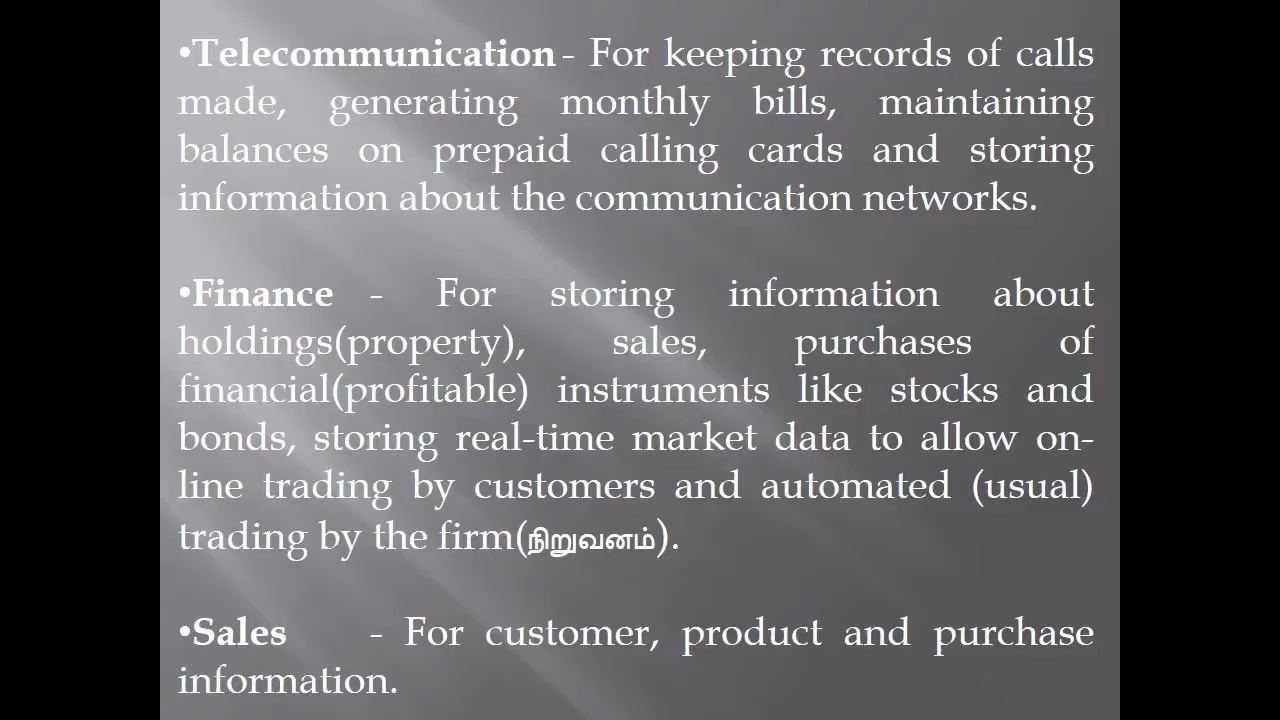 •Telecommunication - For keeping records of calls
made, generating monthly bills, maintaining
balances on prepaid calling cards and storing
information about the communication networks.
•Finance - For storing information about
holdings(property), sales, purchases of
financial(profitable) instruments like stocks and
bonds, storing real-time market data to allow on-
line trading by customers and automated (usual)
trading by the firm(நிறுவனம்).
•Sales - For customer, product and purchase
information.